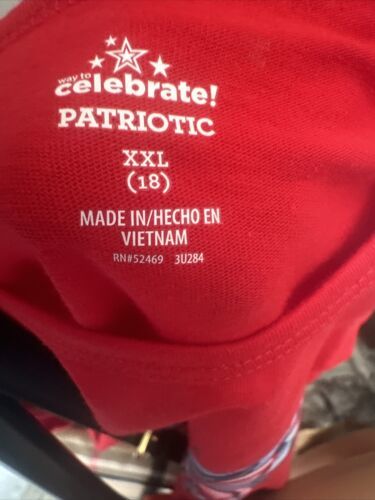 way to
celebrate!
PATRIOTIC
XXL
(18)
MADE IN/HECHO EN
VIETNAM
RN#52469 3U284